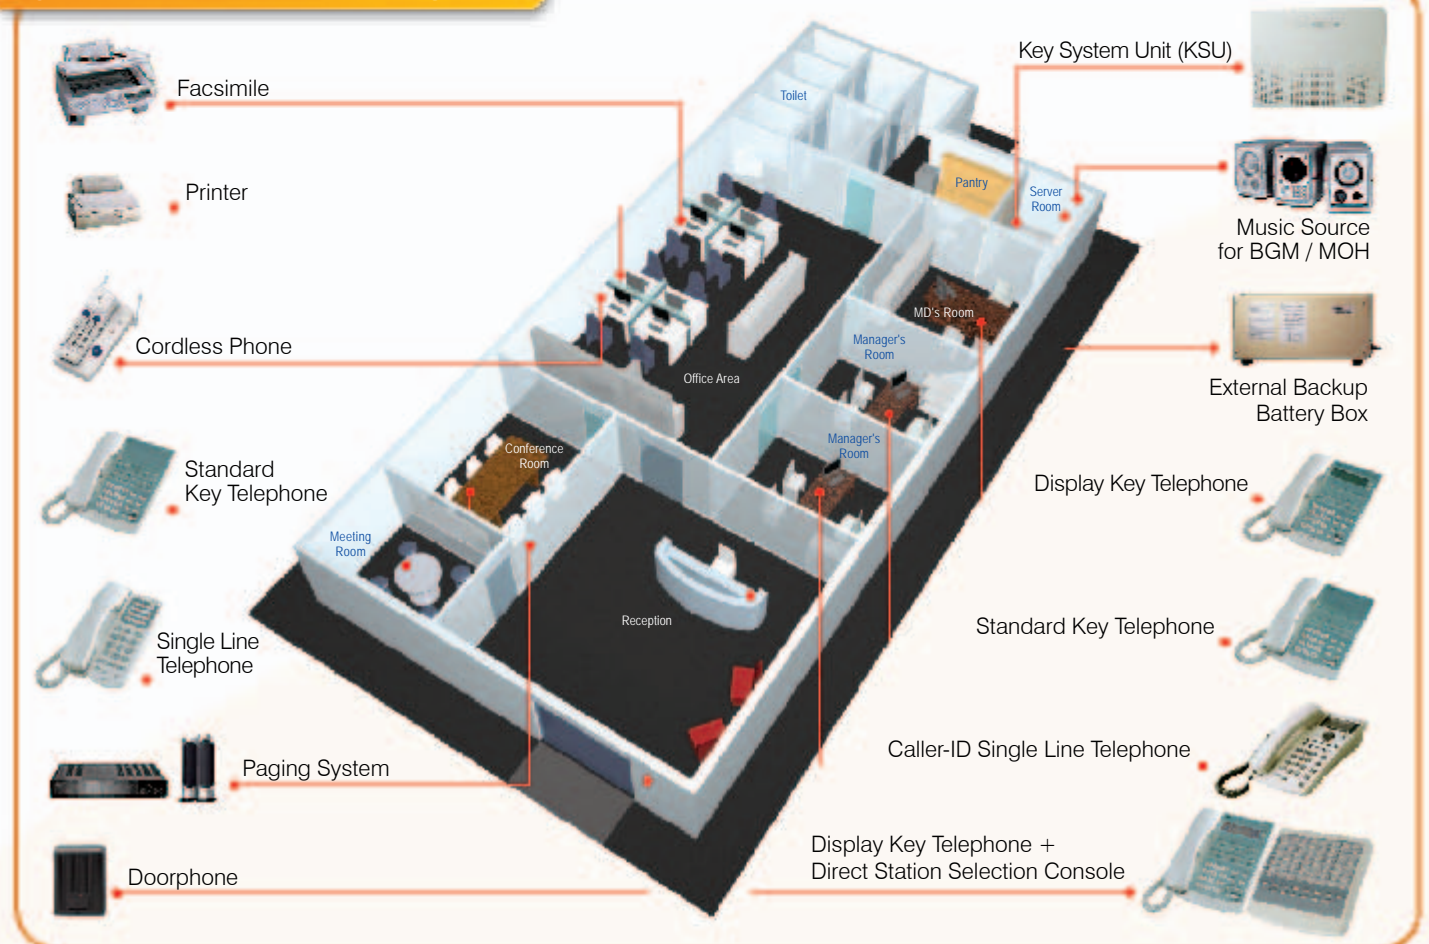 Facsimile
Printer
Cordless Phone
Standard
Key Telephone
Single Line
Telephone
Paging System
Doorphone
Toilet
Pantry
Server
Room
MD's Room
Manager's
Room
Office Area
Manager's
Room
Conference
Room
Meeting
Room
Reception
Key System Unit (KSU)
Music Source
for BGM / MOH
External Backup
Battery Box
Display Key Telephone
Standard Key Telephone
Caller-ID Single Line Telephone
Display Key Telephone +
Direct Station Selection Console